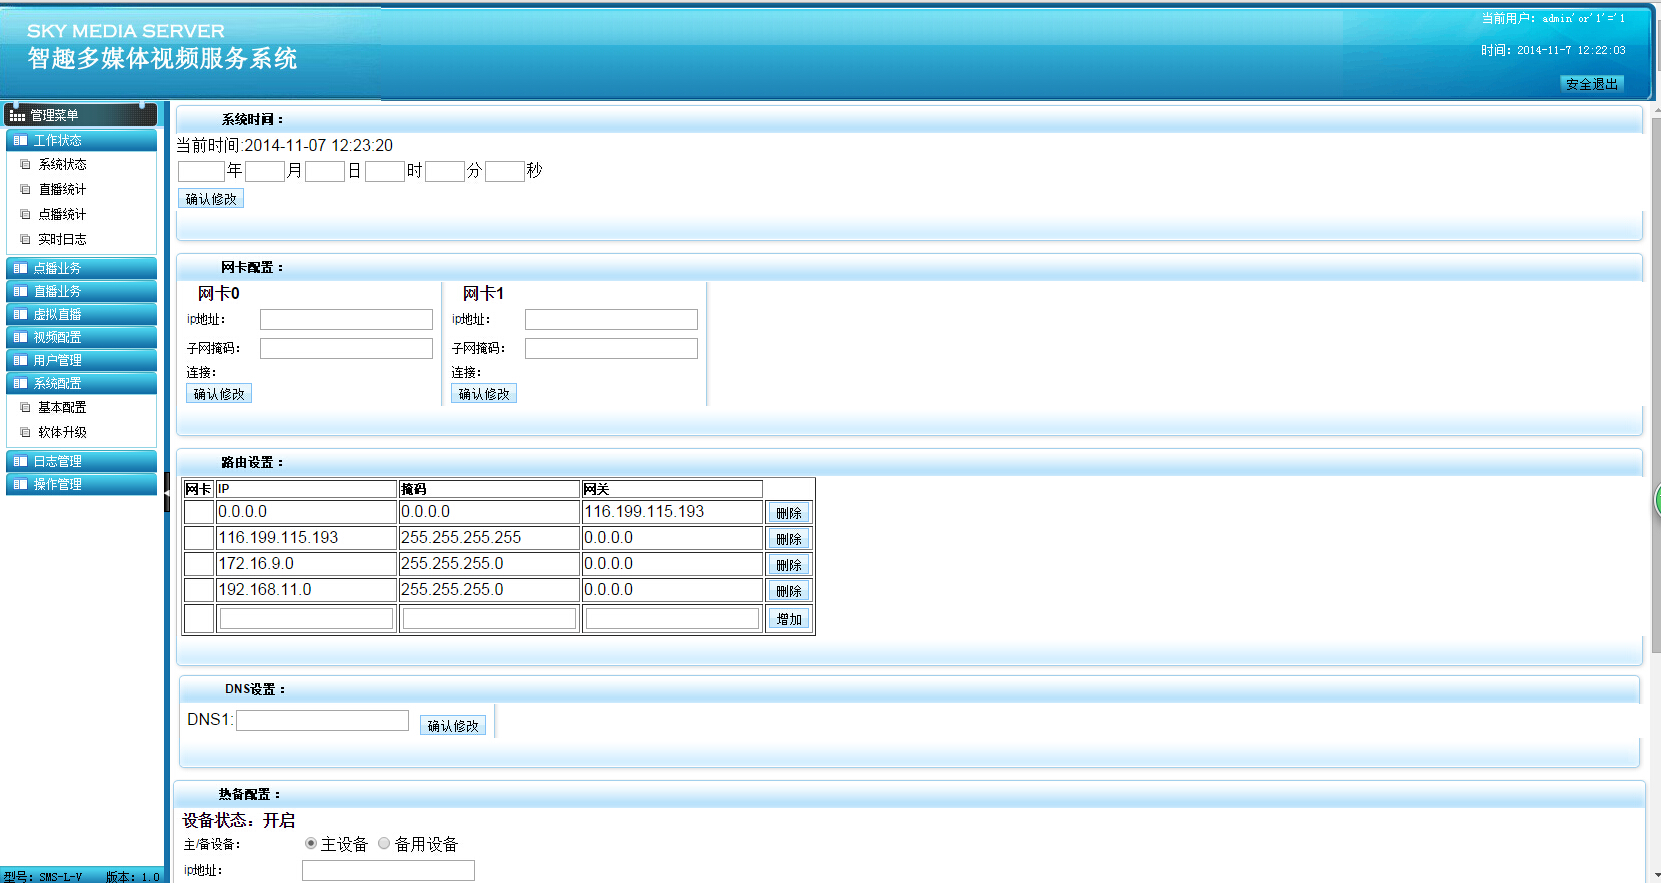 SKY MEDIA SERVER
智趣多媒体视频服务系统
当前用户: admin'or'1'='1
时间: 2014-11-7 12:22:03
安全退出
管理菜单
工作状态
系统状态
直播统计
点播统计
实时日志
点播业务
直播业务
虚拟直播
视频配置
用户管理
系统配置
基本配置
软体升级
日志管理
操作管理
型号: SMS-L-V 版本: 1.0
系统时间：
当前时间:2014-11-07 12:23:20
年 月 日 时 分 秒
确认修改
网卡配置：
网卡0 网卡1
ip地址: ip地址:
子网掩码: 子网掩码:
连接: 连接:
确认修改 确认修改
路由设置：
网卡 IP 掩码 网关
0.0.0.0 0.0.0.0 116.199.115.193 删除
116.199.115.193 255.255.255.255 0.0.0.0 删除
172.16.9.0 255.255.255.0 0.0.0.0 删除
192.168.11.0 255.255.255.0 0.0.0.0 删除
增加
DNS设置：
DNS1: 确认修改
热备配置：
设备状态：开启
主/备设备: 主设备 备用设备
ip地址: